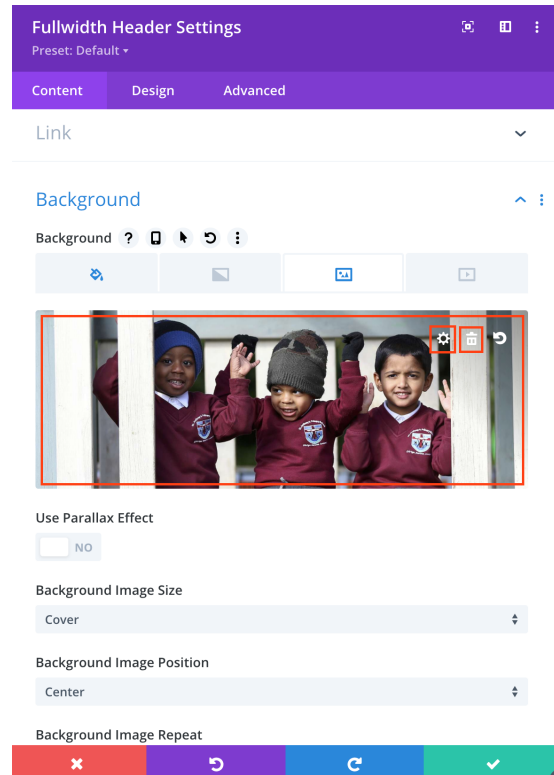 Fullwidth Header Settings
Preset: Default
Content Design Advanced
Link
Background
Background ?
Use Parallax Effect
NO
Background Image Size
Cover
Background Image Position
Center
Background Image Repeat